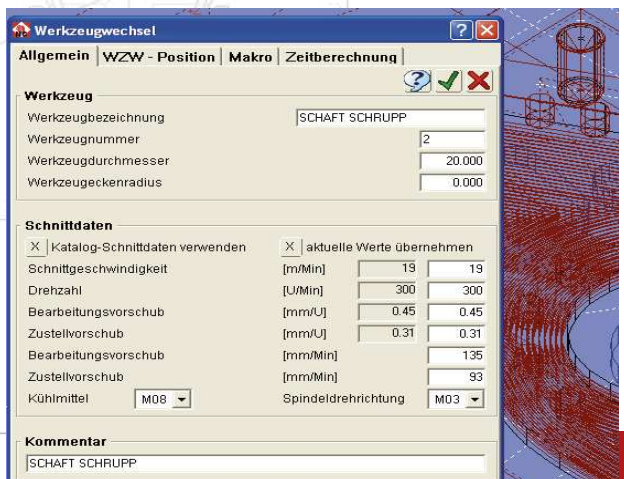 Werkzeugwechsel
Allgemein WZW - Position Makro Zeitberechnung
Werkzeug
Werkzeugbezeichnung SCHAFT SCHRUPP
Werkzeugnummer 2
Werkzeugdurchmesser 20.000
Werkzeugeckenradius 0.000
Schnittdaten
X Katalog-Schnittdaten verwenden X aktuelle Werte übernehmen
Schnittgeschwindigkeit [m/Min] 19 19
Drehzahl [U/Min] 300 300
Bearbeitungsvorschub [mm/U] 0.45 0.45
Zustellvorschub [mm/U] 0.31 0.31
Bearbeitungsvorschub [mm/Min] 135
Zustellvorschub [mm/Min] 93
Kühlmittel M08 Spindeldrehrichtung M03
Kommentar
SCHAFT SCHRUPP